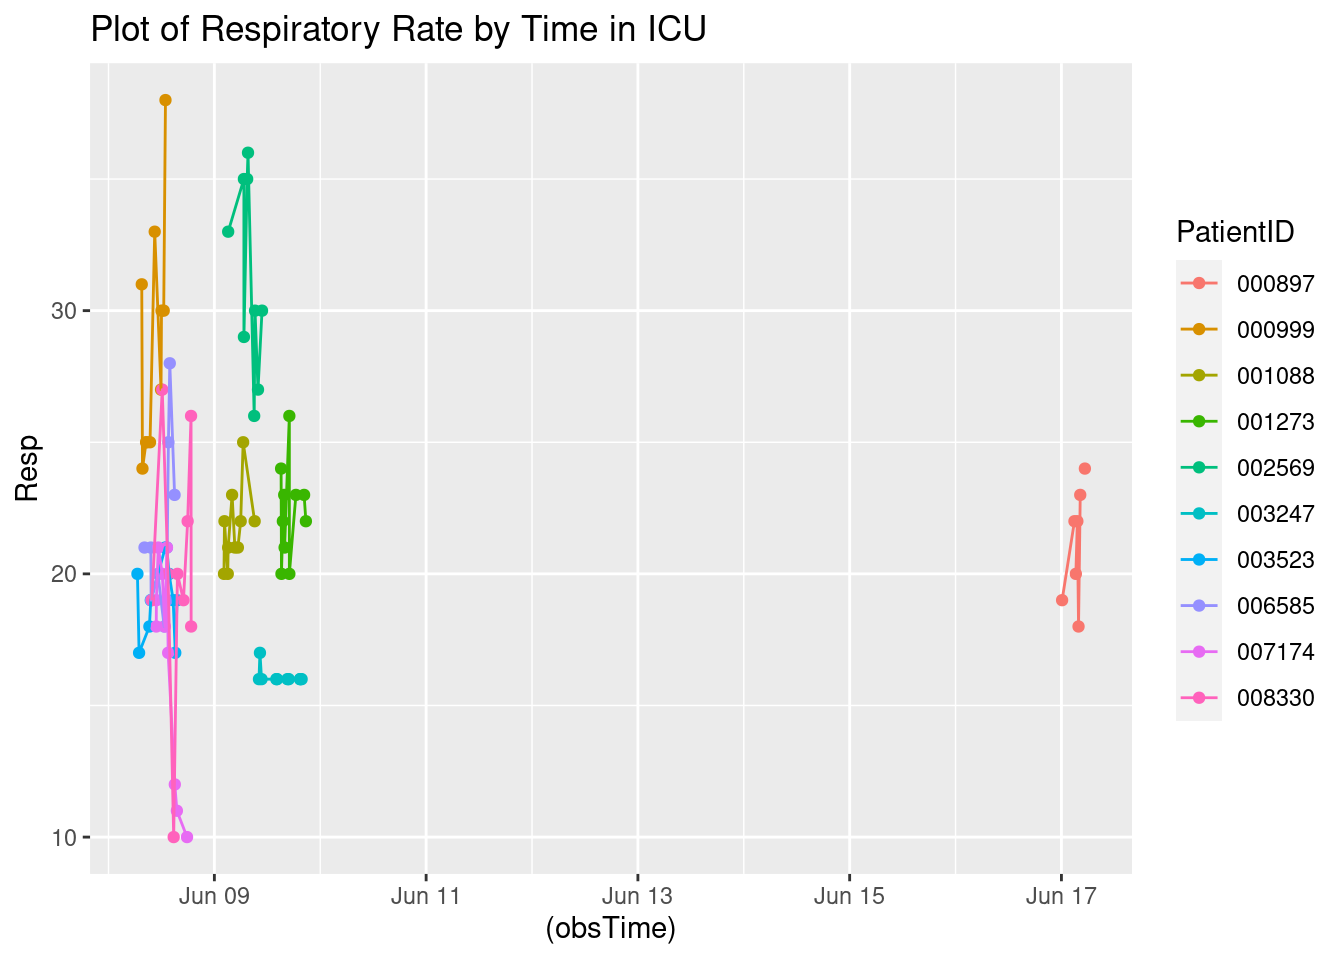 Plot of Respiratory Rate by Time in ICU
Resp
30
20
10
Jun 09
Jun 11
Jun 13
Jun 15
Jun 17
(obsTime)
PatientID
000897
000999
001088
001273
002569
003247
003523
006585
007174
008330